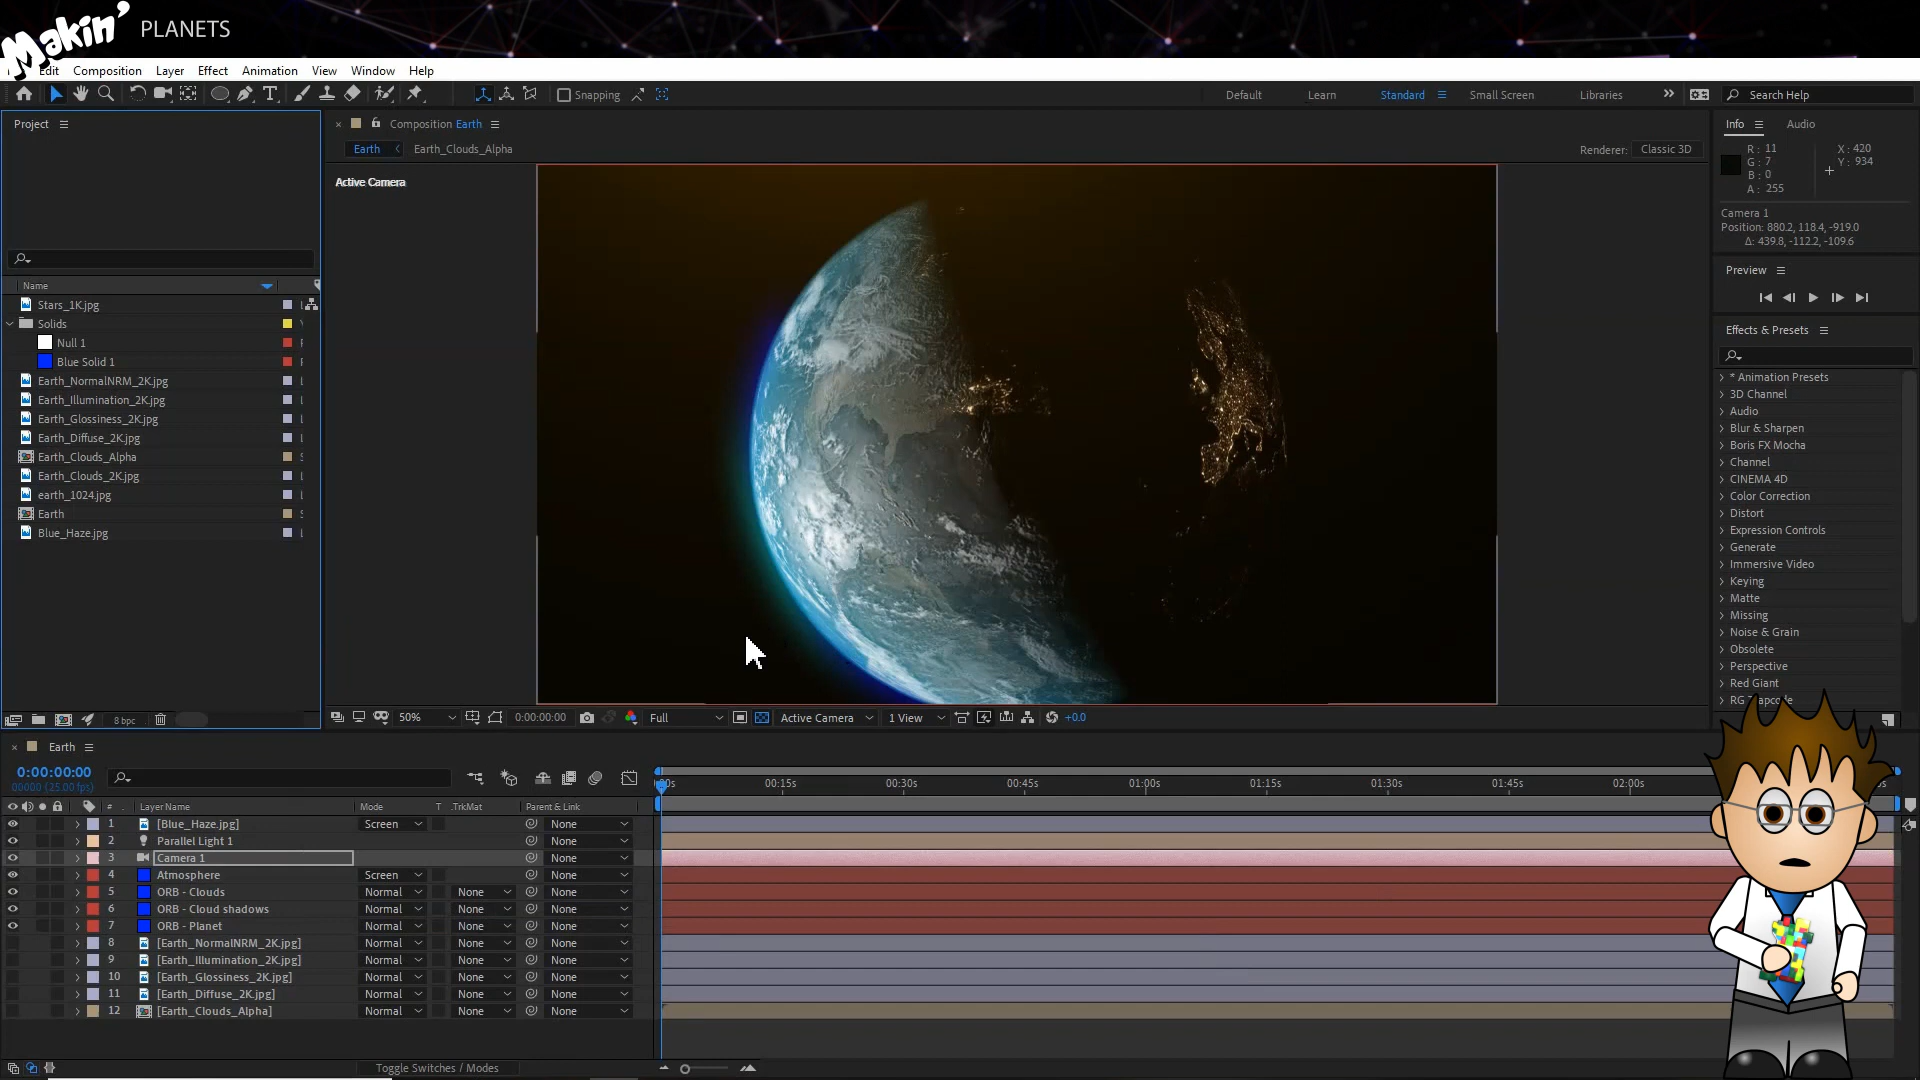 Makin' PLANETS
Edit Composition Layer Effect Animation View Window Help
Snapping
Default Learn Standard Small Screen Libraries
Search Help
Project
Name
Stars_1K.jpg
Solids
Null 1
Blue Solid 1
Earth_NormalNRM_2K.jpg
Earth_Illumination_2K.jpg
Earth_Glossiness_2K.jpg
Earth_Diffuse_2K.jpg
Earth_Clouds_Alpha
Earth_Clouds_2K.jpg
earth_1024.jpg
Earth
Blue_Haze.jpg
8 bpc
Composition Earth
Earth Earth_Clouds_Alpha
Renderer: Classic 3D
Active Camera
50% 0:00:00:00 Full Active Camera 1 View +0.0
Info Audio
R: 11 X: 420
G: 7 Y: 934
B: 0
A: 255
Camera 1
Position: 880.2, 118.4, -919.0
Δ: 439.8, -112.2, -109.6
Preview
Effects & Presets
* Animation Presets
3D Channel
Audio
Blur & Sharpen
Boris FX Mocha
Channel
CINEMA 4D
Color Correction
Distort
Expression Controls
Generate
Immersive Video
Keying
Matte
Missing
Noise & Grain
Obsolete
Perspective
Red Giant
Earth
0:00:00:00
00000 (25.00 fps)
00:15s 00:30s 00:45s 01:00s 01:15s 01:30s 01:45s 02:00s
# Layer Name Mode T .TrkMat Parent & Link
1 [Blue_Haze.jpg] Screen None
2 Parallel Light 1 None
3 Camera 1 None
4 Atmosphere Screen None
5 ORB - Clouds Normal None None
6 ORB - Cloud shadows Normal None None
7 ORB - Planet Normal None None
8 [Earth_NormalNRM_2K.jpg] Normal None None
9 [Earth_Illumination_2K.jpg] Normal None None
10 [Earth_Glossiness_2K.jpg] Normal None None
11 [Earth_Diffuse_2K.jpg] Normal None None
12 [Earth_Clouds_Alpha] Normal None None
Toggle Switches / Modes